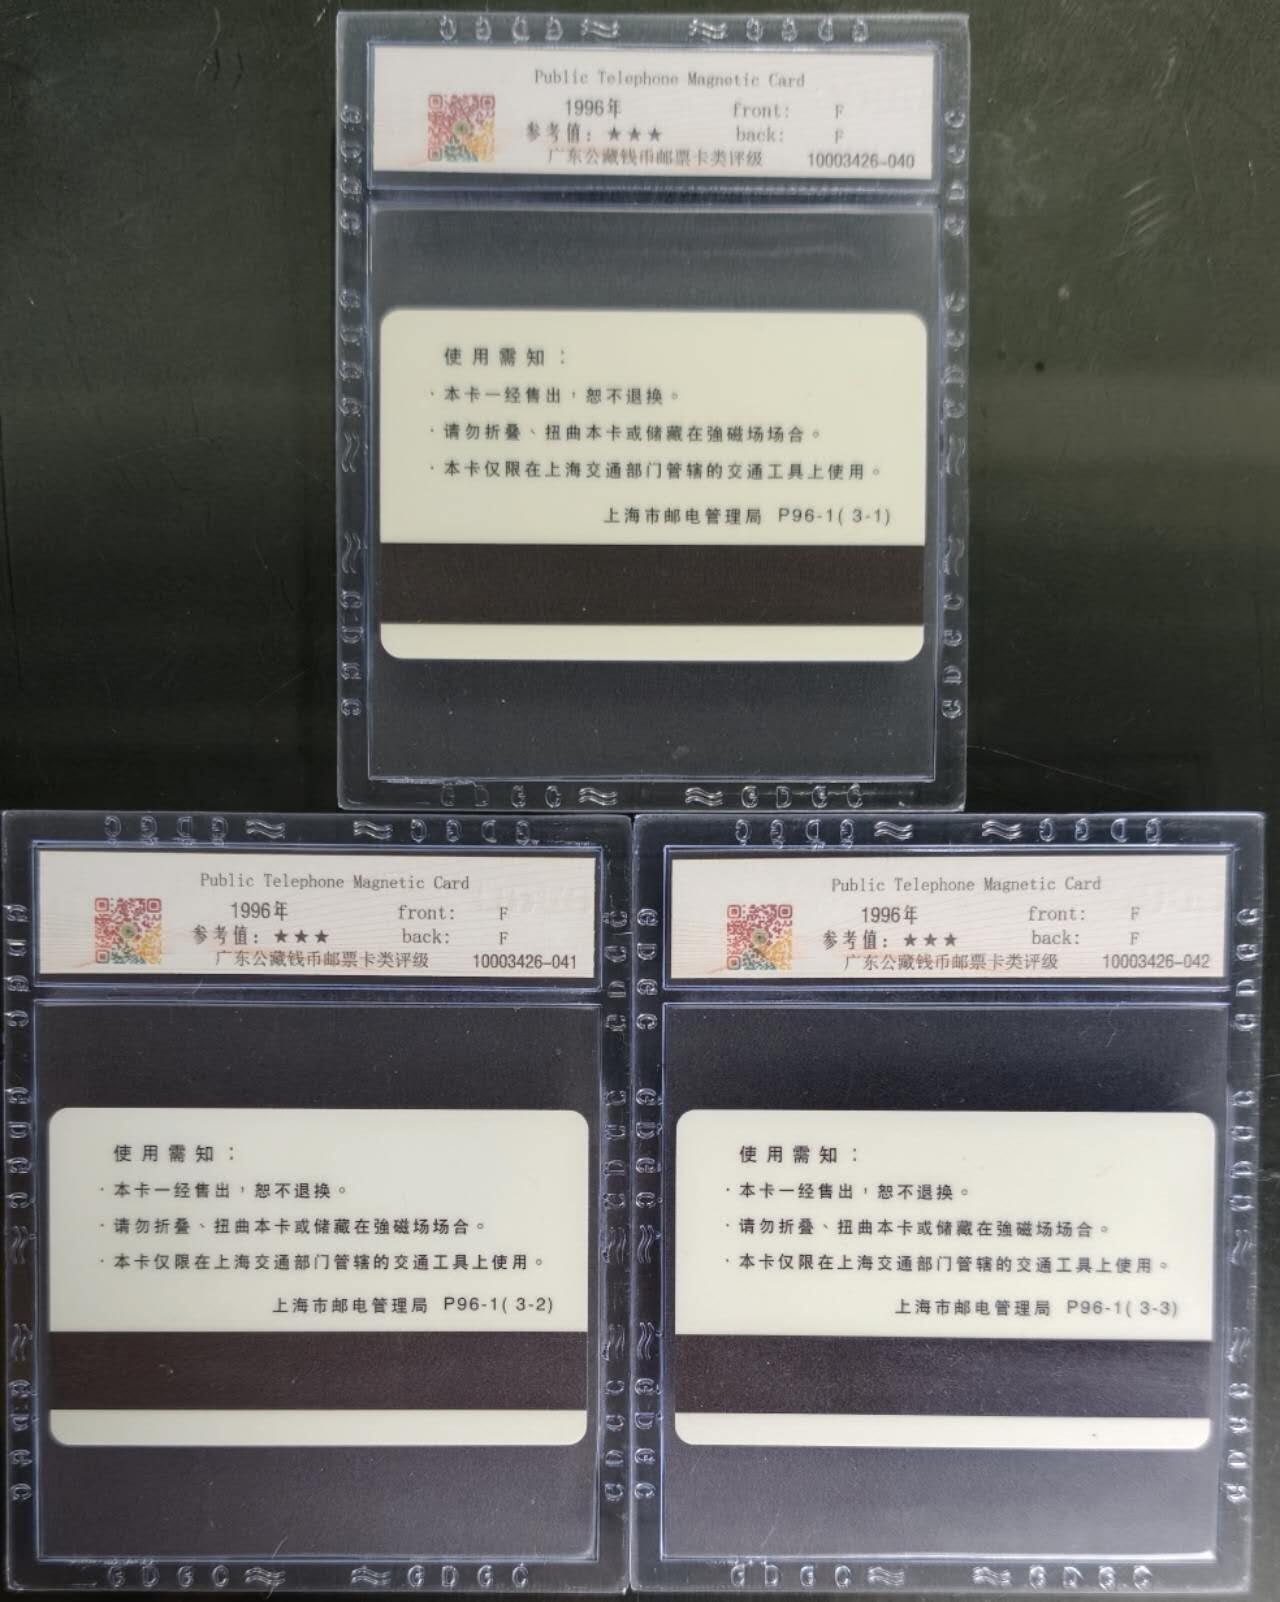 Public Telephone Magnetic Card
1996年 front: F
参考值：★★★ back: F
广东公藏钱币邮票卡类评级 10003426-040
使用需知：
·本卡一经售出，恕不退换。
·请勿折叠、扭曲本卡或储藏在強磁场场合。
·本卡仅限在上海交通部门管辖的交通工具上使用。
上海市邮电管理局 P96-1( 3-1)
Public Telephone Magnetic Card
1996年 front: F
参考值：★★★ back: F
广东公藏钱币邮票卡类评级 10003426-041
使用需知：
·本卡一经售出，恕不退换。
·请勿折叠、扭曲本卡或储藏在強磁场场合。
·本卡仅限在上海交通部门管辖的交通工具上使用。
上海市邮电管理局 P96-1( 3-2)
Public Telephone Magnetic Card
1996年 front: F
参考值：★★★ back: F
广东公藏钱币邮票卡类评级 10003426-042
使用需知：
·本卡一经售出，恕不退换。
·请勿折叠、扭曲本卡或储藏在強磁场场合。
·本卡仅限在上海交通部门管辖的交通工具上使用。
上海市邮电管理局 P96-1( 3-3)